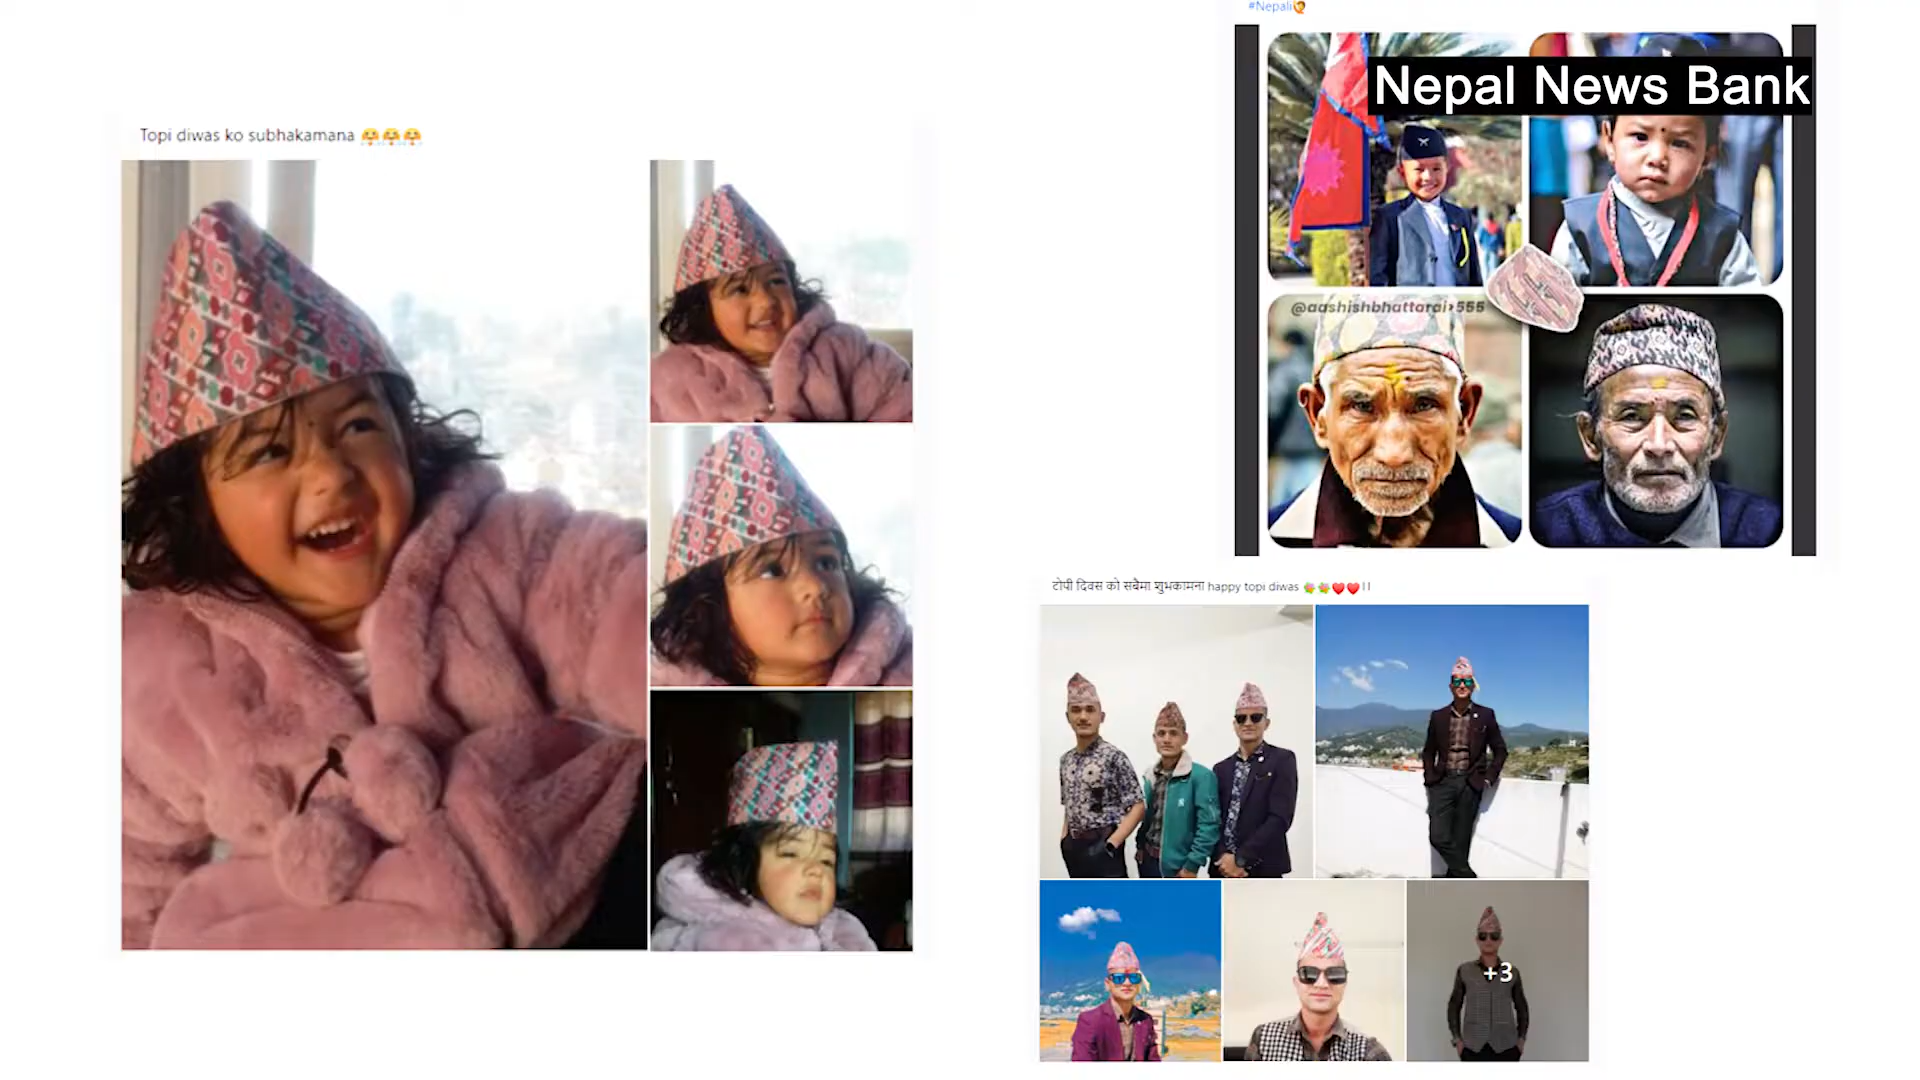 #Nepali
Nepal News Bank
Topi diwas ko subhakamana
@aashishbhattarai555
टोपी दिवस को सबैमा शुभकामना happy topi diwas !!
+3